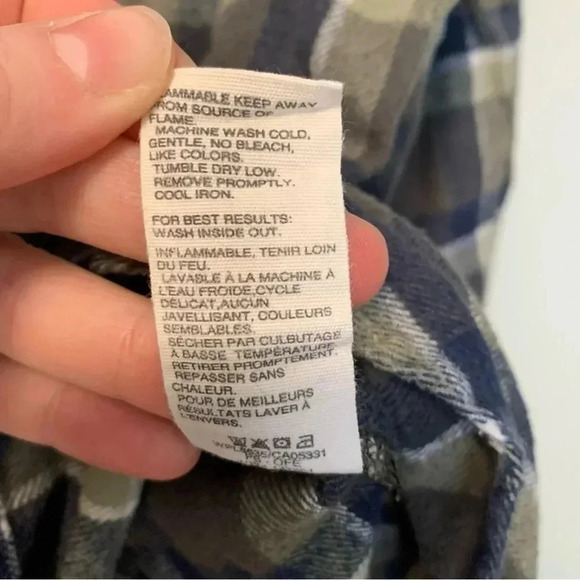 FLAMMABLE KEEP AWAY
FROM SOURCE OF
FLAME.
MACHINE WASH COLD,
GENTLE, NO BLEACH,
LIKE COLORS.
TUMBLE DRY LOW.
REMOVE PROMPTLY.
COOL IRON.
FOR BEST RESULTS:
WASH INSIDE OUT.
INFLAMMABLE, TENIR LOIN
DU FEU.
LAVABLE À LA MACHINE À
L'EAU FROIDE,CYCLE
DÉLICAT,AUCUN
JAVELLISANT, COULEURS
SEMBLABLES.
SÉCHER PAR CULBUTAGE
À BASSE TEMPÉRATURE.
RETIRER PROMPTEMENT.
REPASSER SANS
CHALEUR.
POUR DE MEILLEURS
RÉSULTATS LAVER À
L'ENVERS.
CA05331